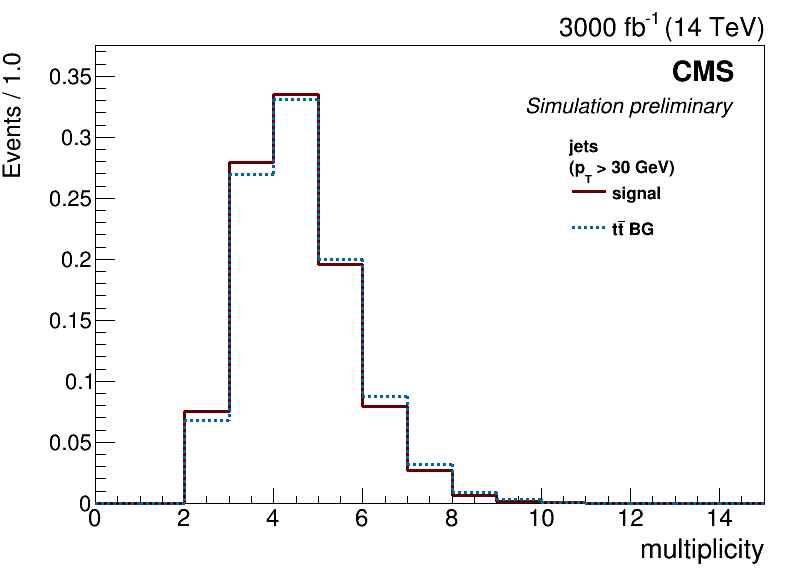 3000 fb⁻¹ (14 TeV)
CMS
Simulation preliminary
jets
(p_T > 30 GeV)
signal
tt̄ BG
Events / 1.0
0.35
0.3
0.25
0.2
0.15
0.1
0.05
0
0 2 4 6 8 10 12 14
multiplicity